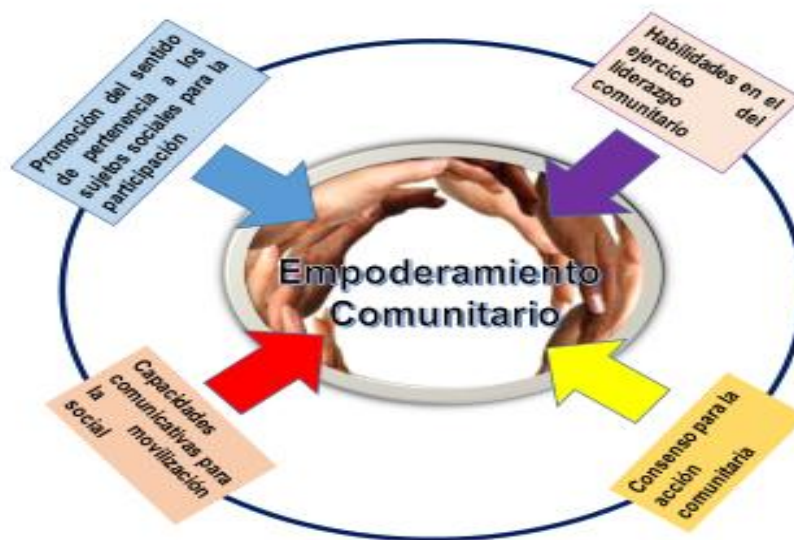 Promoción del sentido
de pertenencia a los
sujetos sociales para la
participación
Habilidades en el
ejercicio del
liderazgo
comunitario
Empoderamiento
Comunitario
Capacidades
comunicativas para
la movilización
social
Consenso para la
acción
comunitaria